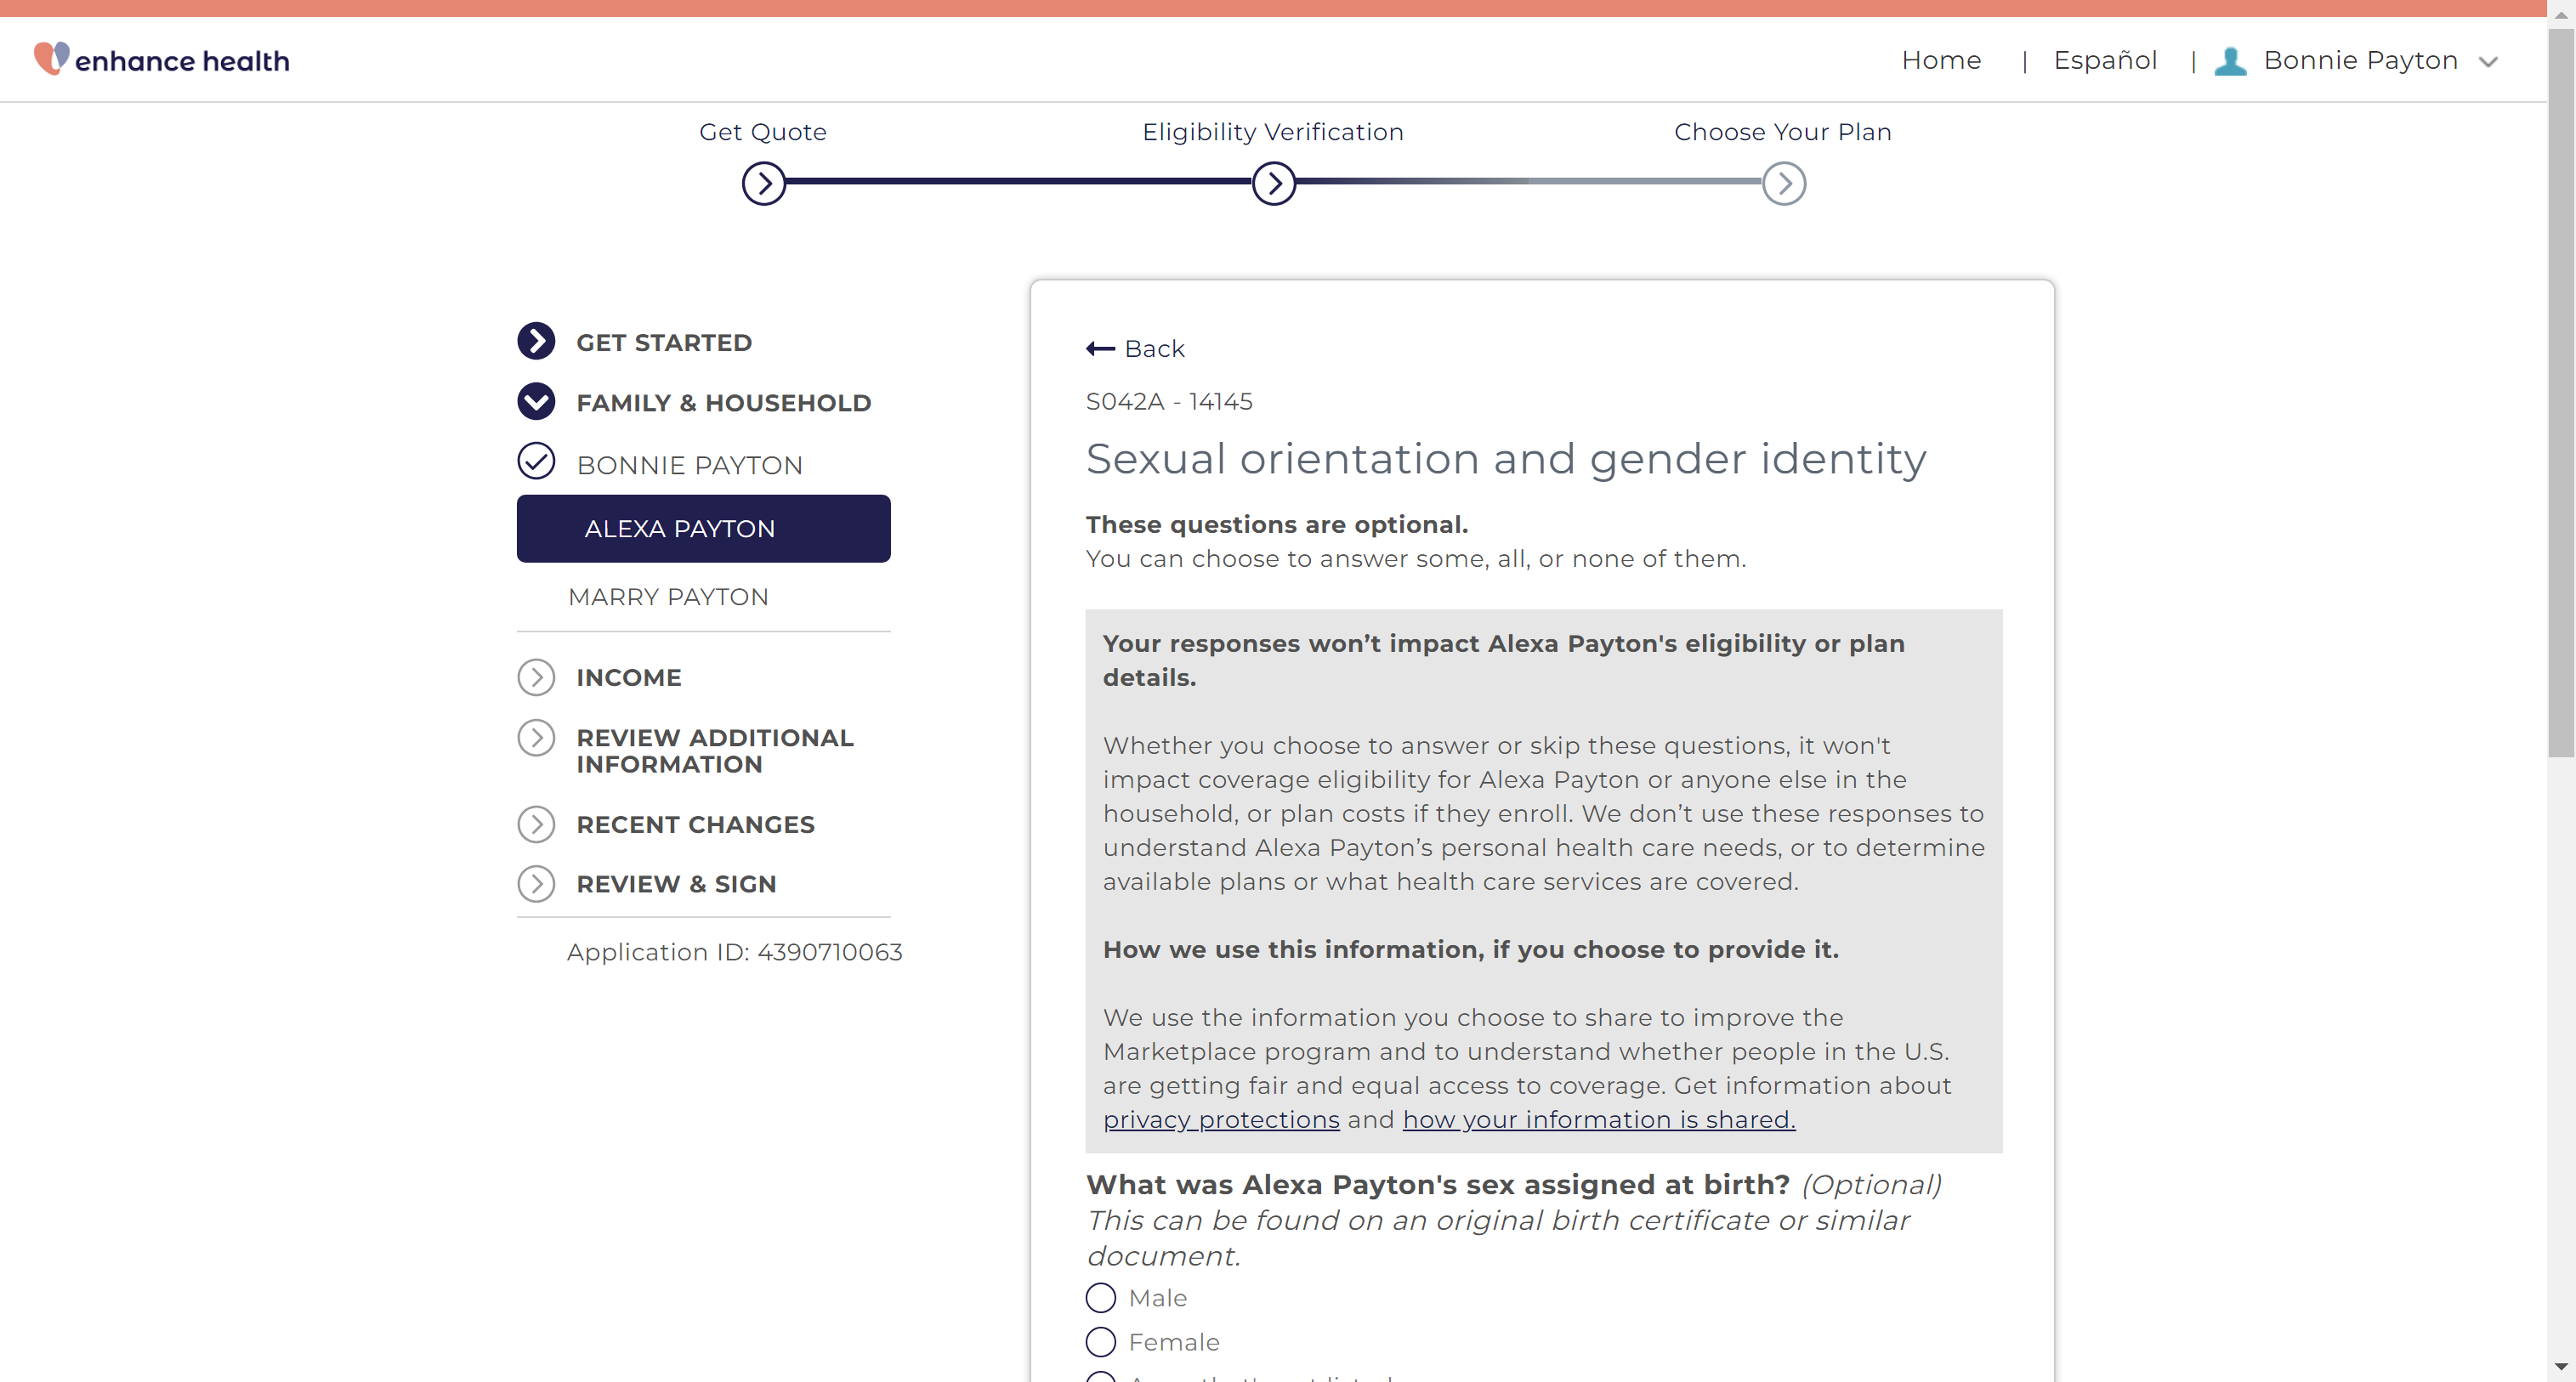 enhance health
Home | Español | Bonnie Payton
Get Quote
Eligibility Verification
Choose Your Plan
GET STARTED
FAMILY & HOUSEHOLD
BONNIE PAYTON
ALEXA PAYTON
MARRY PAYTON
INCOME
REVIEW ADDITIONAL
INFORMATION
RECENT CHANGES
REVIEW & SIGN
Application ID: 4390710063
Back
S042A - 14145
Sexual orientation and gender identity
These questions are optional.
You can choose to answer some, all, or none of them.
Your responses won’t impact Alexa Payton's eligibility or plan
details.
Whether you choose to answer or skip these questions, it won't
impact coverage eligibility for Alexa Payton or anyone else in the
household, or plan costs if they enroll. We don’t use these responses to
understand Alexa Payton’s personal health care needs, or to determine
available plans or what health care services are covered.
How we use this information, if you choose to provide it.
We use the information you choose to share to improve the
Marketplace program and to understand whether people in the U.S.
are getting fair and equal access to coverage. Get information about
privacy protections and how your information is shared.
What was Alexa Payton's sex assigned at birth? (Optional)
This can be found on an original birth certificate or similar
document.
Male
Female